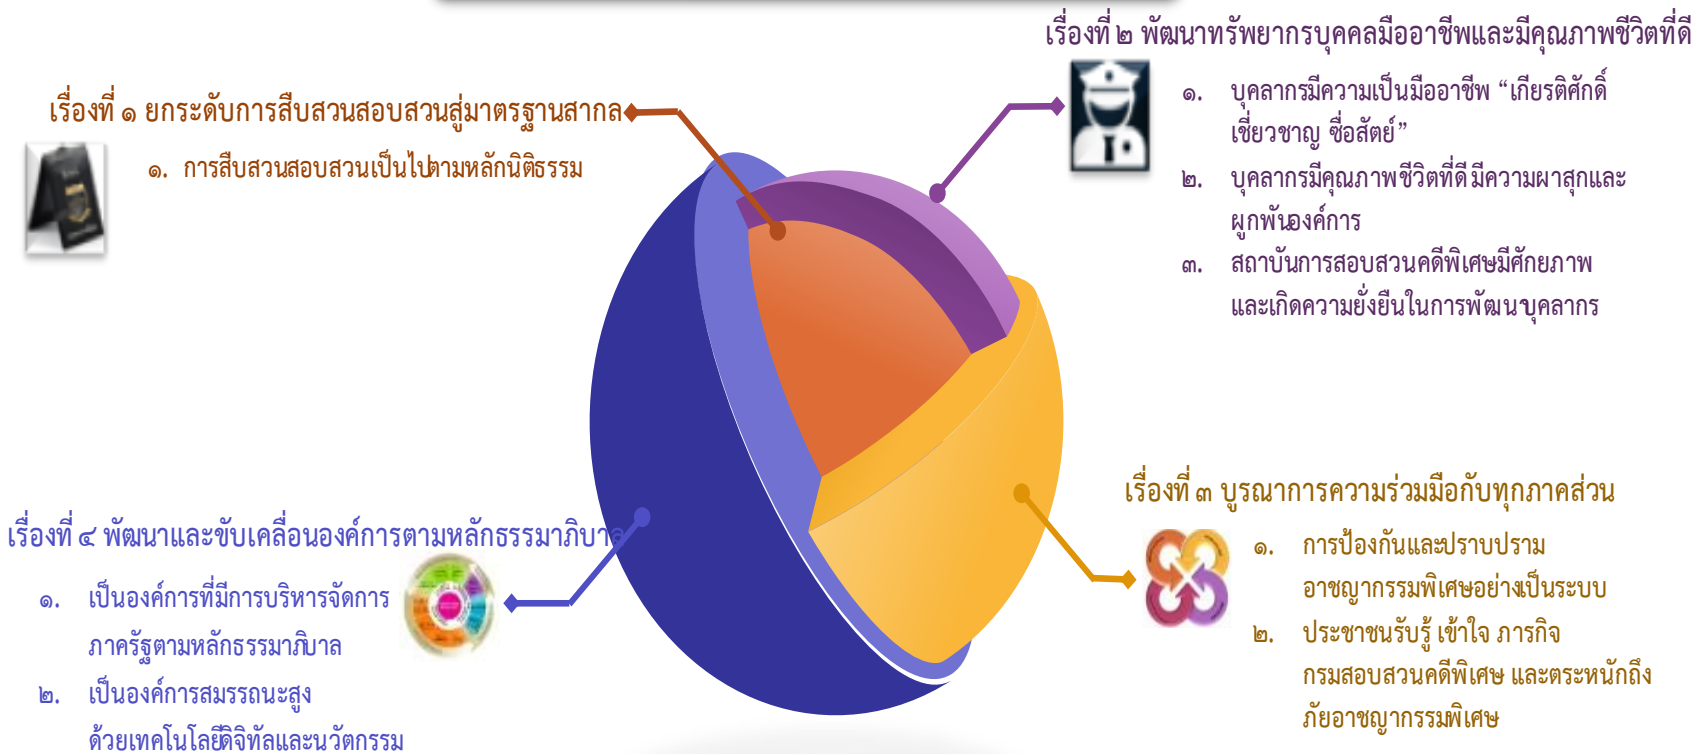 เรื่องที่ ๑ ยกระดับการสืบสวนสอบสวนสู่มาตรฐานสากล
๑. การสืบสวนสอบสวนเป็นไปตามหลักนิติธรรม
เรื่องที่ ๒ พัฒนาทรัพยากรบุคคลมืออาชีพและมีคุณภาพชีวิตที่ดี
๑. บุคลากรมีความเป็นมืออาชีพ “เกียรติศักดิ์
เชี่ยวชาญ ซื่อสัตย์”
๒. บุคลากรมีคุณภาพชีวิตที่ดี มีความผาสุกและ
ผูกพันองค์การ
๓. สถาบันการสอบสวนคดีพิเศษมีศักยภาพ
และเกิดความยั่งยืนในการพัฒนาบุคลากร
เรื่องที่ ๓ บูรณาการความร่วมมือกับทุกภาคส่วน
๑. การป้องกันและปราบปราม
อาชญากรรมพิเศษอย่างเป็นระบบ
๒. ประชาชนรับรู้ เข้าใจ ภารกิจ
กรมสอบสวนคดีพิเศษ และตระหนักถึง
ภัยอาชญากรรมพิเศษ
เรื่องที่ ๔ พัฒนาและขับเคลื่อนองค์การตามหลักธรรมาภิบาล
๑. เป็นองค์การที่มีการบริหารจัดการ
ภาครัฐตามหลักธรรมาภิบาล
๒. เป็นองค์การสมรรถนะสูง
ด้วยเทคโนโลยีดิจิทัลและนวัตกรรม